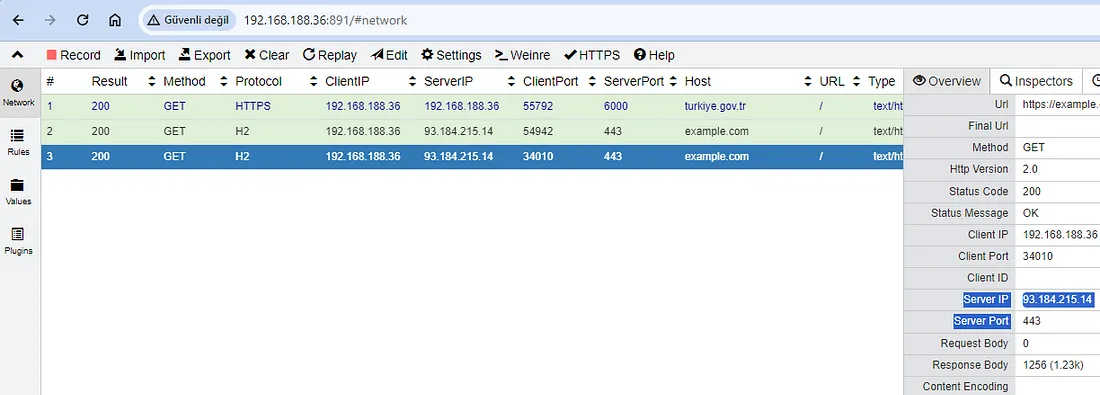 Güvenli değil 192.168.188.36:891/#network
Record Import Export Clear Replay Edit Settings Weinre HTTPS Help
Network
Rules
Values
Plugins
# Result Method Protocol ClientIP ServerIP ClientPort ServerPort Host URL Type
1 200 GET HTTPS 192.168.188.36 192.168.188.36 55792 6000 turkiye.gov.tr / text/ht
2 200 GET H2 192.168.188.36 93.184.215.14 54942 443 example.com / text/ht
3 200 GET H2 192.168.188.36 93.184.215.14 34010 443 example.com / text/ht
Overview Inspectors
Url https://example.
Final Url
Method GET
Http Version 2.0
Status Code 200
Status Message OK
Client IP 192.168.188.36
Client Port 34010
Client ID
Server IP 93.184.215.14
Server Port 443
Request Body 0
Response Body 1256 (1.23k)
Content Encoding